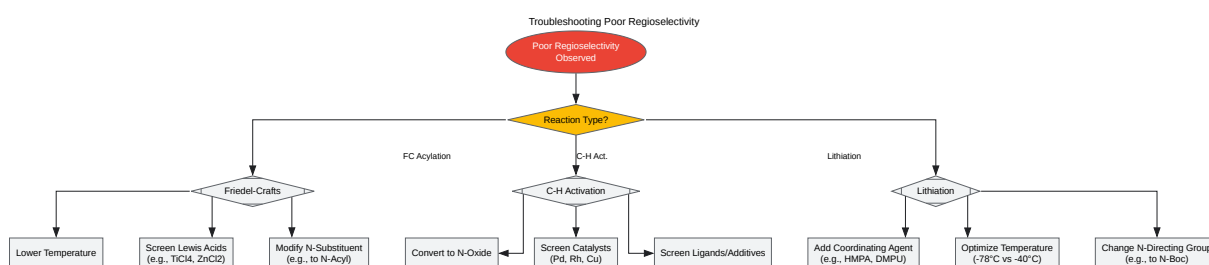 Troubleshooting Poor Regioselectivity
Poor Regioselectivity
Observed
Reaction Type?
FC Acylation
C-H Act.
Lithiation
Friedel-Crafts
C-H Activation
Lithiation
Lower Temperature
Screen Lewis Acids
(e.g., TiCl4, ZnCl2)
Modify N-Substituent
(e.g., to N-Acyl)
Convert to N-Oxide
Screen Catalysts
(Pd, Rh, Cu)
Screen Ligands/Additives
Add Coordinating Agent
(e.g., HMPA, DMPU)
Optimize Temperature
(-78°C vs -40°C)
Change N-Directing Group
(e.g., to N-Boc)